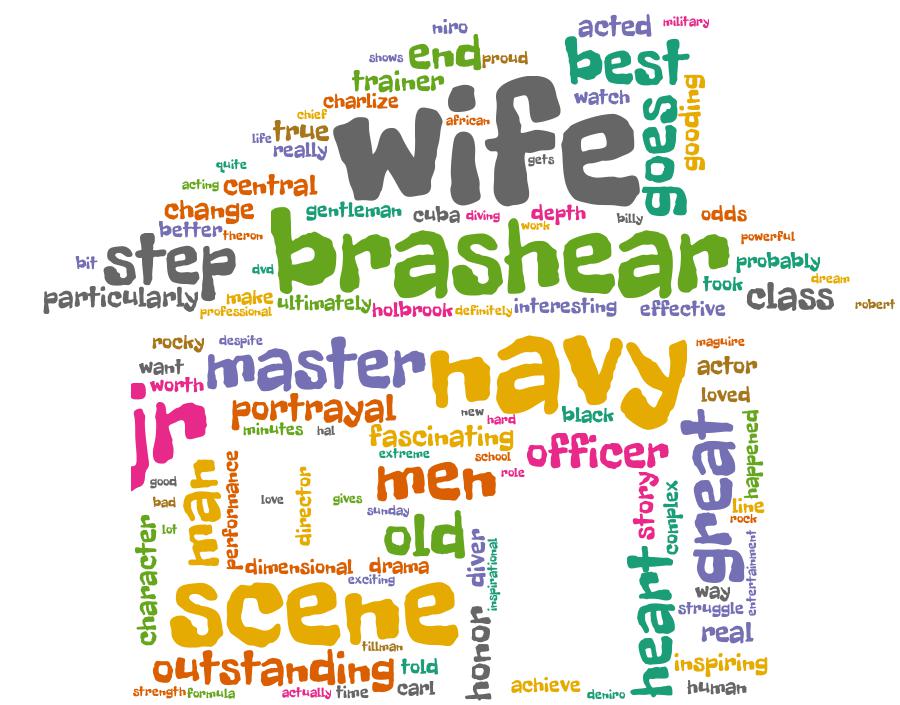 niro
acted
military
shows
end
proud
best
trainer
charlize
watch
goes
gooding
chief
african
wife
life
true
really
gets
quite
acting
central
change
gentleman
cuba
diving
depth
billy
odds
work
better
theron
brashear
powerful
bit
step
dvd
probably
took
dream
particularly
make
ultimately
holbrook
definitely
interesting
effective
class
robert
professional
rocky
despite
master
navy
maguire
want
worth
actor
jr
portrayal
loved
new
hard
black
minutes
hal
fascinating
officer
great
happened
extreme
school
men
role
good
man
performance
love
director
gives
story
complex
bad
sunday
line
rock
character
lot
old
diver
inspirational
entertainment
dimensional
drama
exciting
heart
way
scene
struggle
honor
real
tillman
outstanding
told
inspiring
strength
formula
actually
time
carl
achieve
deniro
human